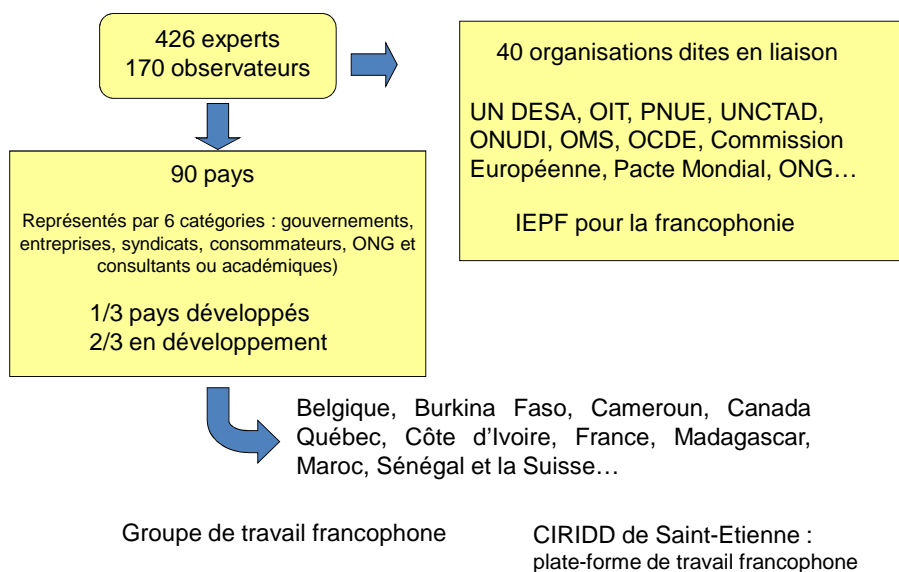 426 experts
170 observateurs
40 organisations dites en liaison
UN DESA, OIT, PNUE, UNCTAD,
ONUDI, OMS, OCDE, Commission
Européenne, Pacte Mondial, ONG…
IEPF pour la francophonie
90 pays
Représentés par 6 catégories : gouvernements,
entreprises, syndicats, consommateurs, ONG et
consultants ou académiques)
1/3 pays développés
2/3 en développement
Belgique, Burkina Faso, Cameroun, Canada
Québec, Côte d’Ivoire, France, Madagascar,
Maroc, Sénégal et la Suisse…
Groupe de travail francophone
CIRIDD de Saint-Etienne :
plate-forme de travail francophone